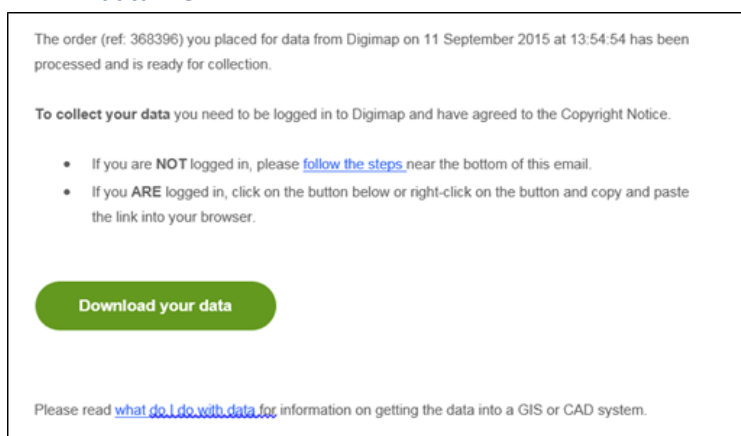 The order (ref: 368396) you placed for data from Digimap on 11 September 2015 at 13:54:54 has been
processed and is ready for collection.
To collect your data you need to be logged in to Digimap and have agreed to the Copyright Notice.
• If you are NOT logged in, please follow the steps near the bottom of this email.
• If you ARE logged in, click on the button below or right-click on the button and copy and paste
the link into your browser.
Download your data
Please read what do I do with data for information on getting the data into a GIS or CAD system.